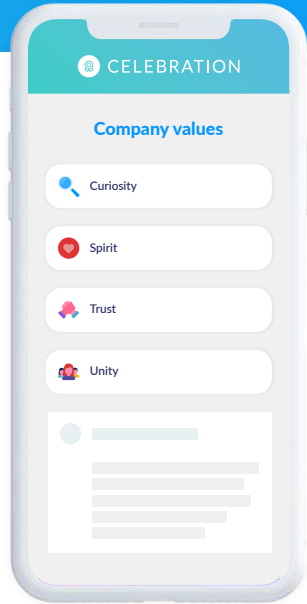 CELEBRATION
Company values
Curiosity
Spirit
Trust
Unity